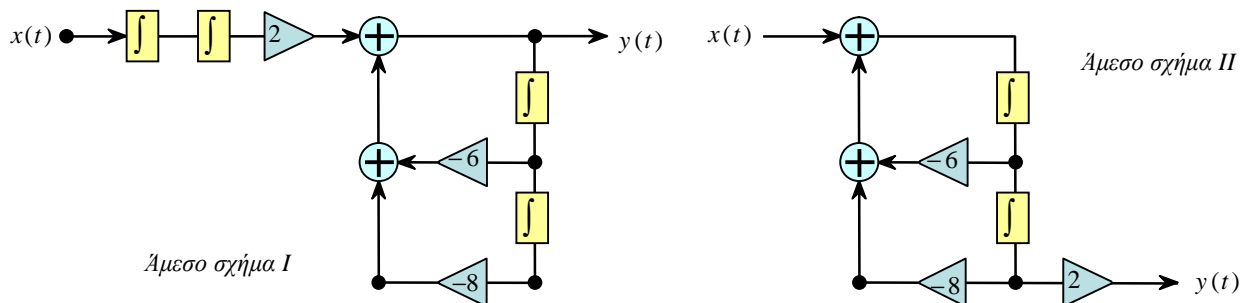 x(t) ∫ ∫ 2 + y(t)
∫
+ −6
∫
Άμεσο σχήμα I
−8
x(t) +
Άμεσο σχήμα II
∫
+ −6
∫
−8 2 y(t)